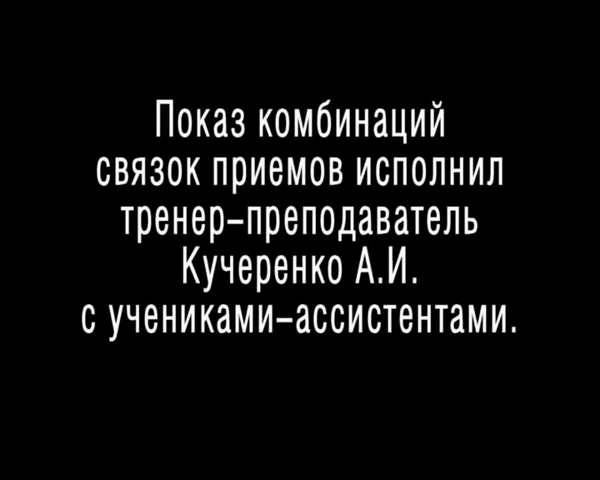 Показ комбинаций
связок приемов исполнил
тренер-преподаватель
Кучеренко А.И.
с учениками-ассистентами.